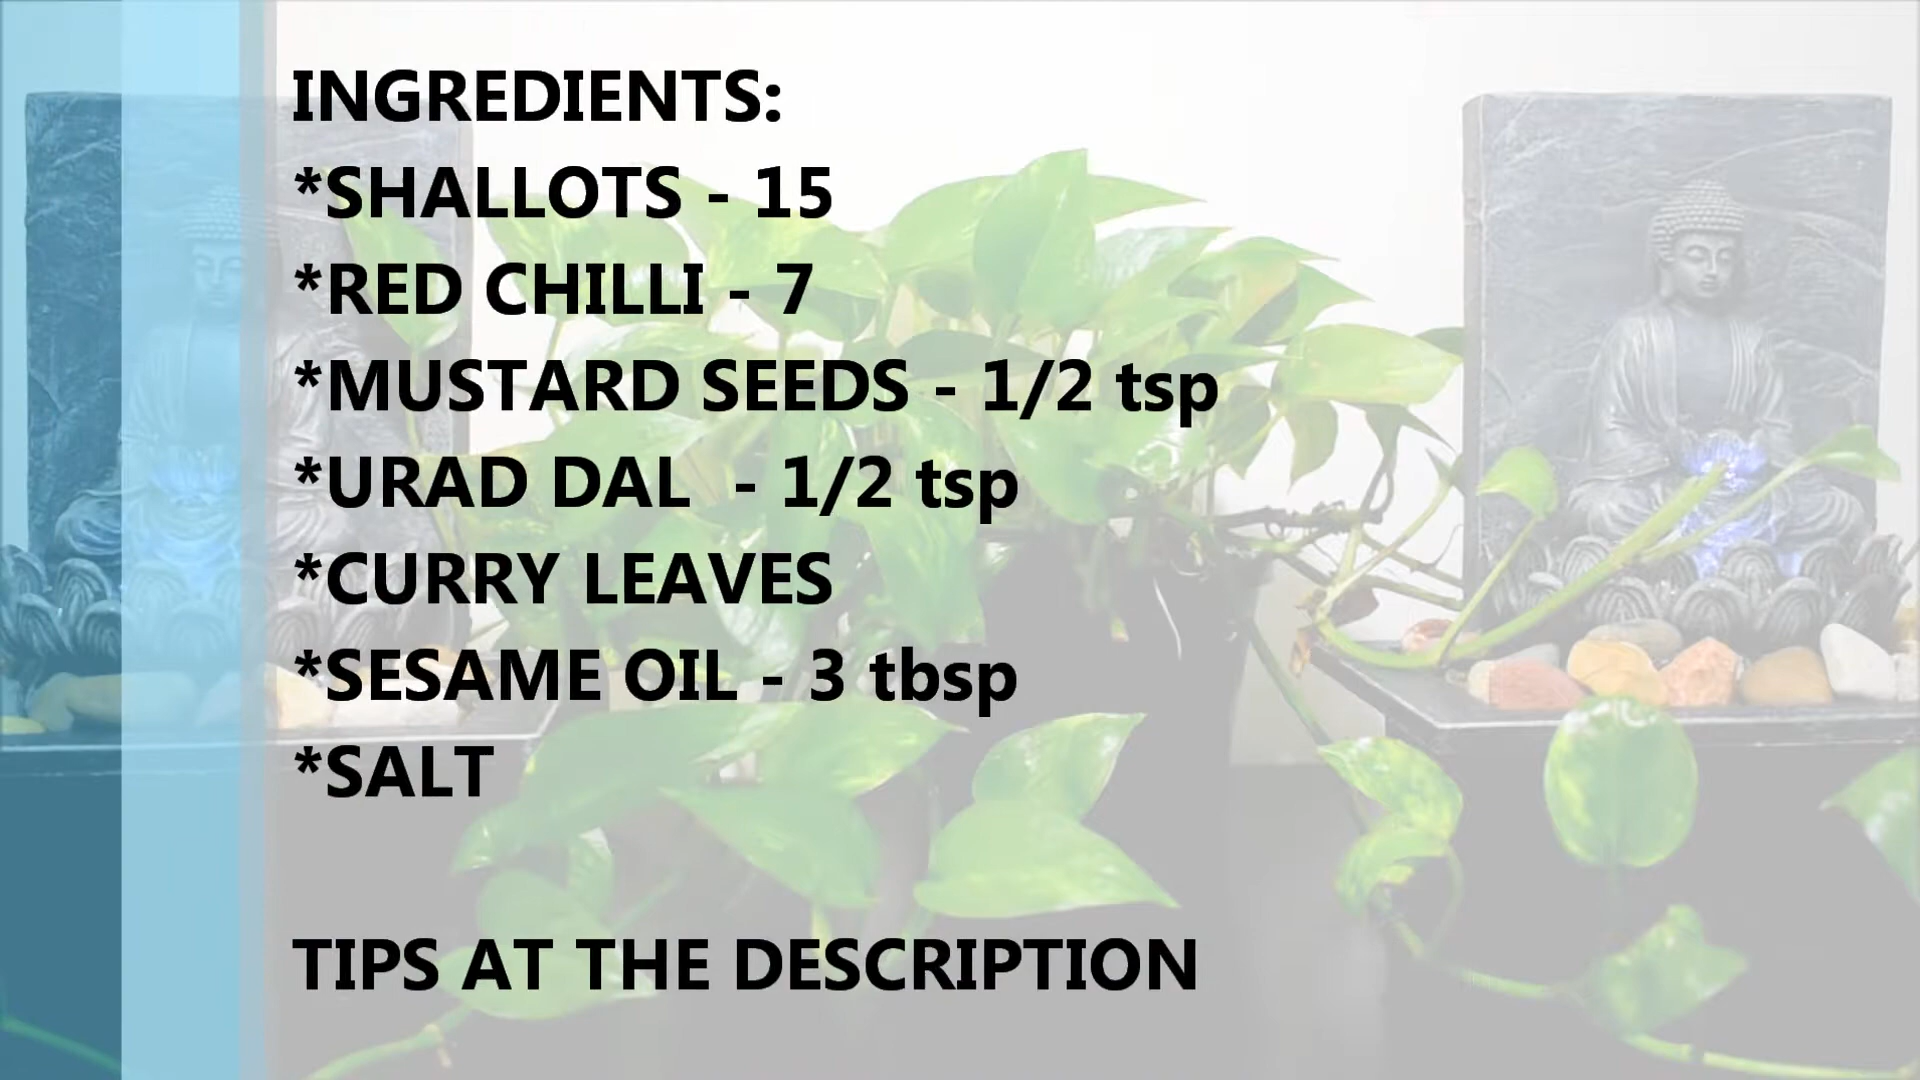 INGREDIENTS:
*SHALLOTS - 15
*RED CHILLI - 7
*MUSTARD SEEDS - 1/2 tsp
*URAD DAL  - 1/2 tsp
*CURRY LEAVES
*SESAME OIL - 3 tbsp
*SALT
TIPS AT THE DESCRIPTION